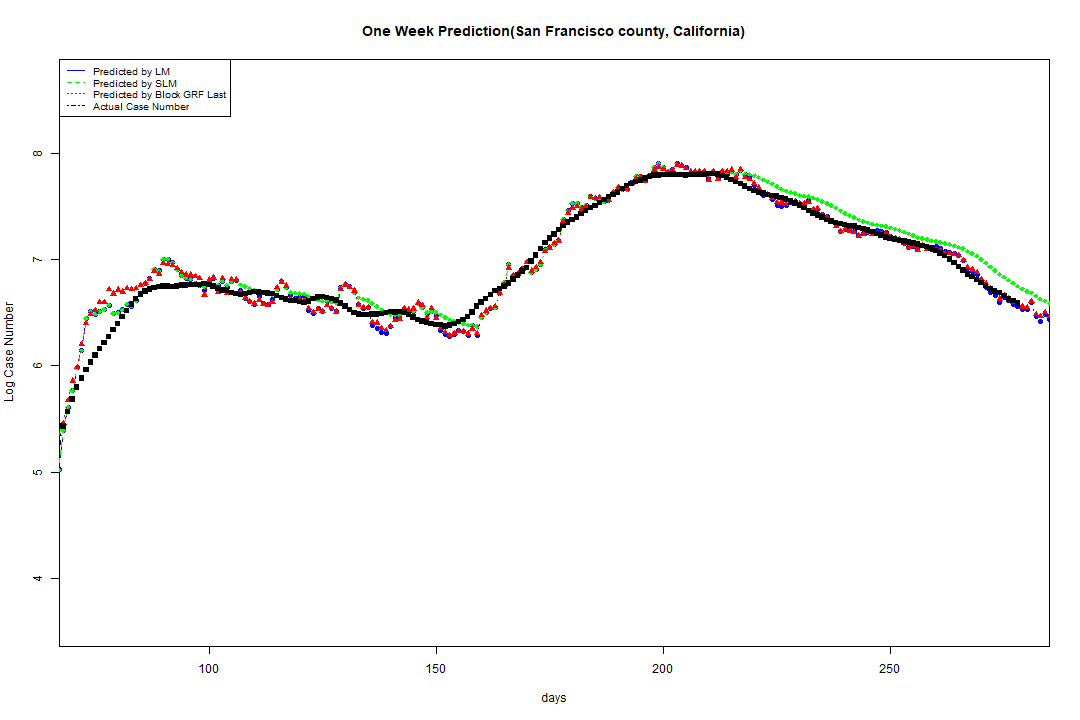 One Week Prediction(San Francisco county, California)
Predicted by LM
Predicted by SLM
Predicted by Block GRF Last
Actual Case Number
8
7
6
5
4
Log Case Number
100
150
200
250
days